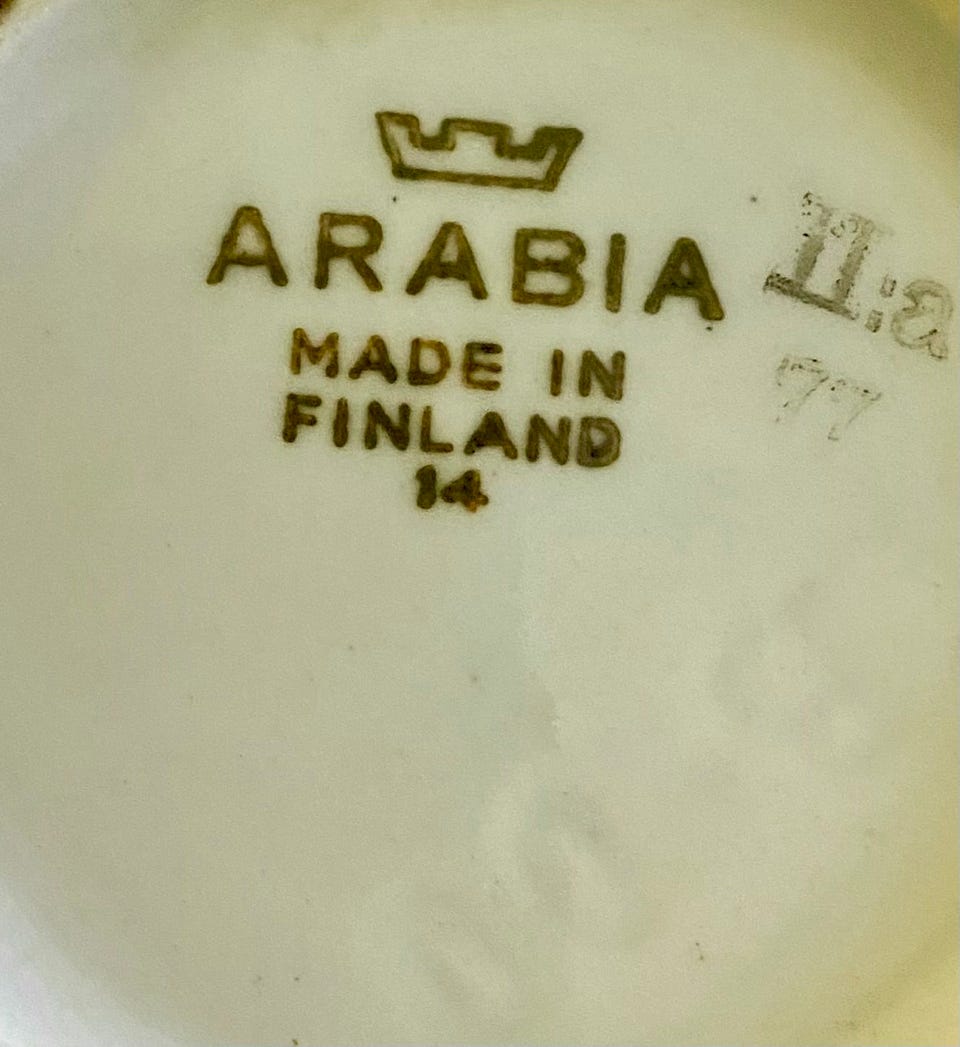 ARABIA
MADE IN
FINLAND
14
II:a
77